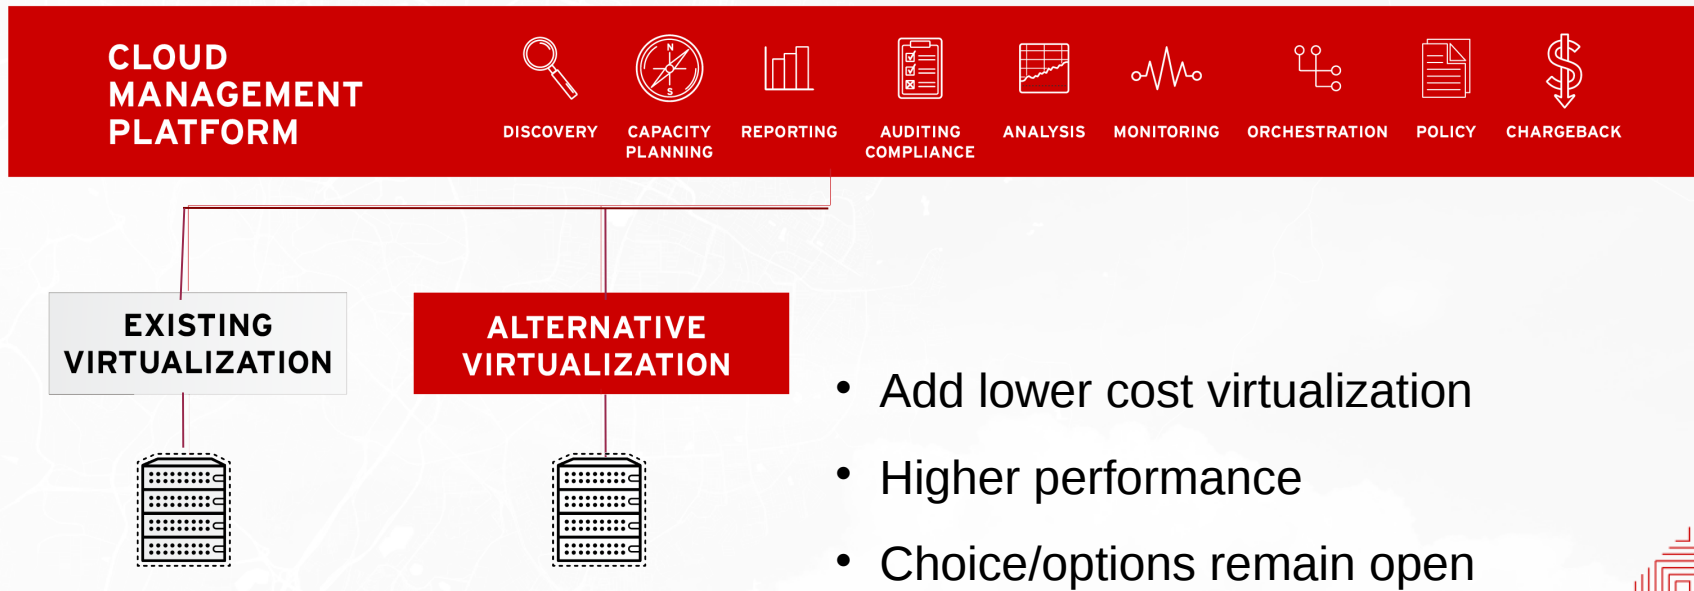 CLOUD
MANAGEMENT
PLATFORM
N
S
DISCOVERY
CAPACITY
PLANNING
REPORTING
AUDITING
COMPLIANCE
ANALYSIS
MONITORING
ORCHESTRATION
POLICY
CHARGEBACK
EXISTING
VIRTUALIZATION
ALTERNATIVE
VIRTUALIZATION
• Add lower cost virtualization
• Higher performance
• Choice/options remain open